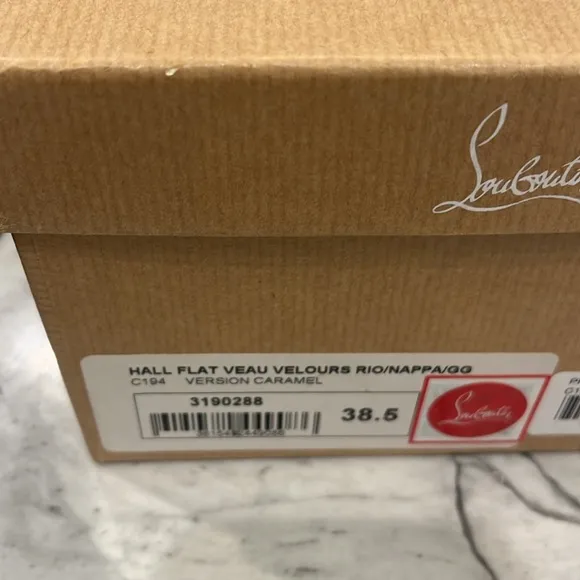 Louboutin
HALL FLAT VEAU VELOURS RIO/NAPPA/GG
C194 VERSION CARAMEL
3190288
38.5
Louboutin